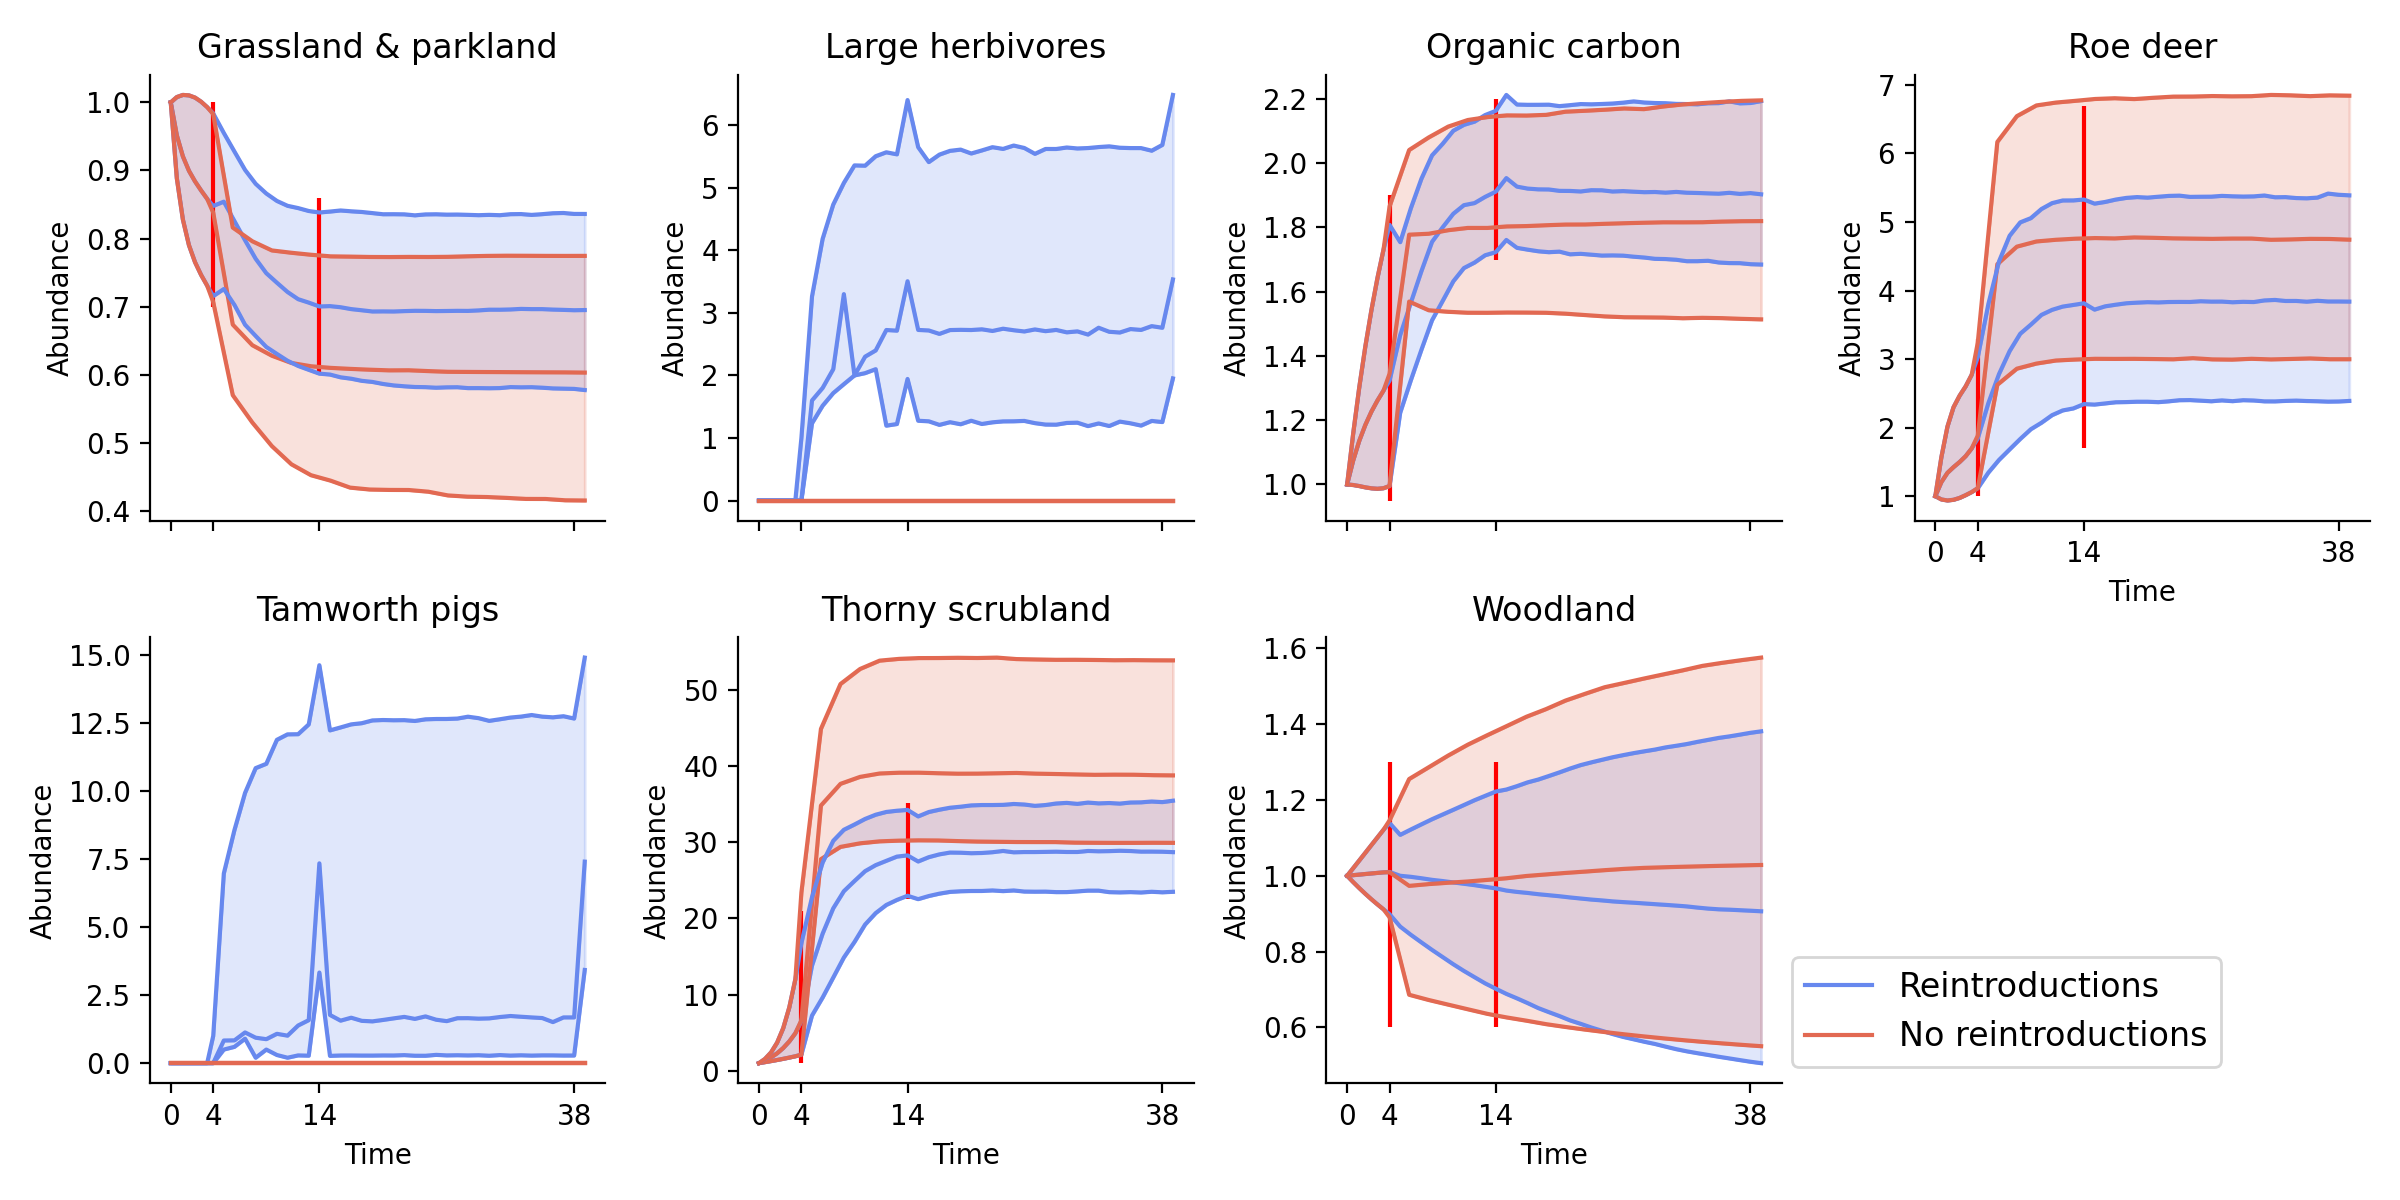 Grassland & parkland
Abundance
1.0
0.9
0.8
0.7
0.6
0.5
0.4
Large herbivores
Abundance
6
5
4
3
2
1
0
Organic carbon
Abundance
2.2
2.0
1.8
1.6
1.4
1.2
1.0
Roe deer
Abundance
7
6
5
4
3
2
1
0 4 14 38
Time
Tamworth pigs
Abundance
15.0
12.5
10.0
7.5
5.0
2.5
0.0
0 4 14 38
Time
Thorny scrubland
Abundance
50
40
30
20
10
0
0 4 14 38
Time
Woodland
Abundance
1.6
1.4
1.2
1.0
0.8
0.6
0 4 14 38
Time
Reintroductions
No reintroductions